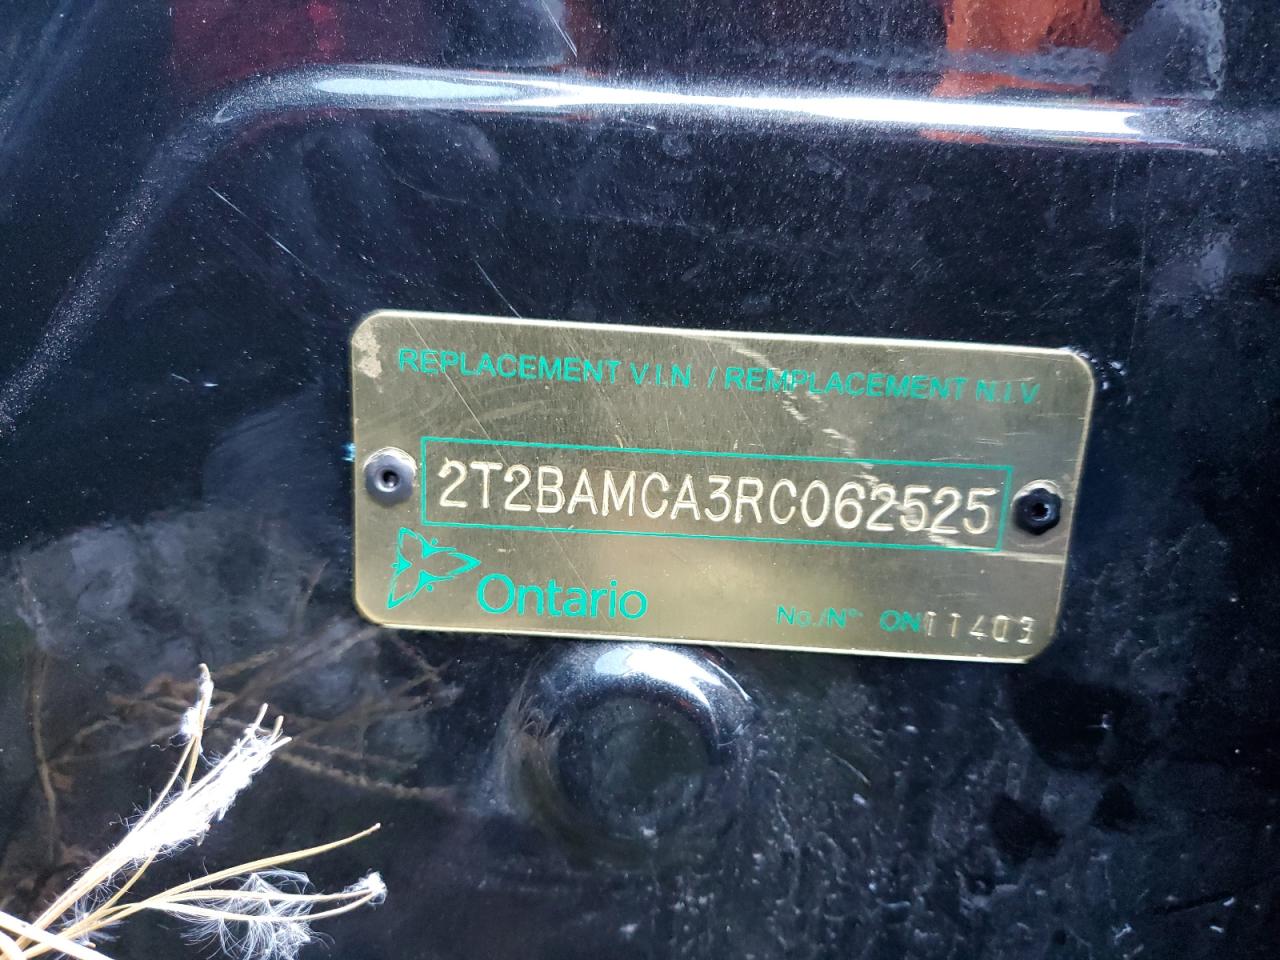 REPLACEMENT V.I.N. / REMPLACEMENT N.I.V.
2T2BAMCA3RC062525
Ontario
No./N° ON11403